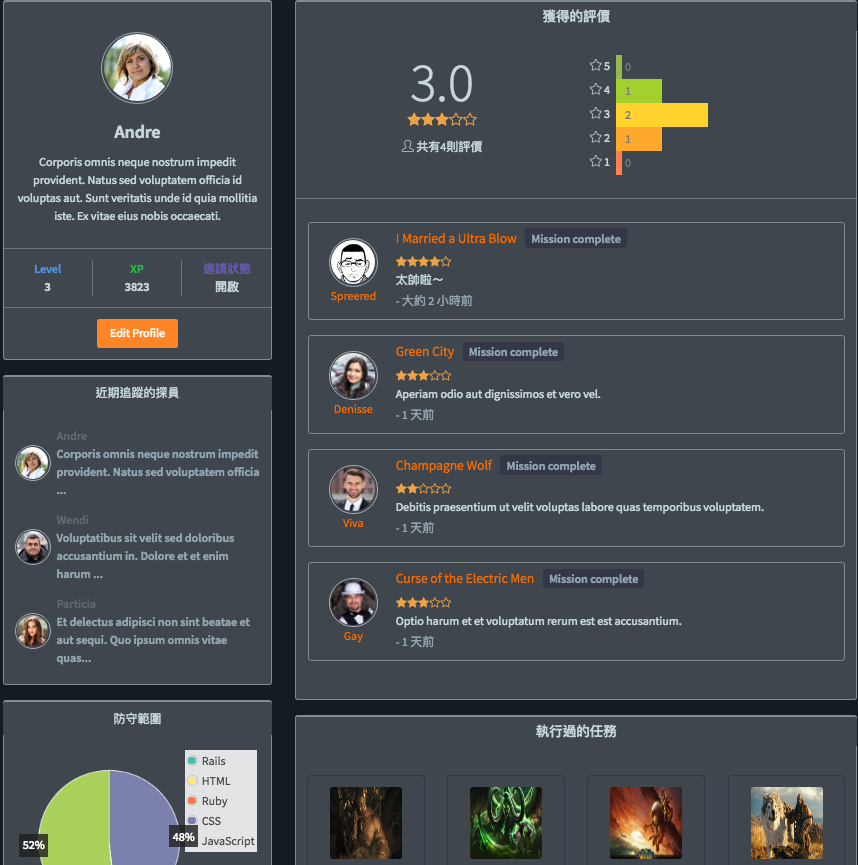 Andre
Corporis omnis neque nostrum impedit
provident. Natus sed voluptatem officia id
voluptas aut. Sunt veritatis unde id quia mollitia
iste. Ex vitae eius nobis occaecati.
Level
3
XP
3823
邀請狀態
開啟
Edit Profile
近期追蹤的探員
Andre
Corporis omnis neque nostrum impedit
provident. Natus sed voluptatem officia
...
Wendi
Voluptatibus sit velit sed doloribus
accusantium in. Dolore et et enim
harum ...
Particia
Et delectus adipisci non sint beatae et
aut sequi. Quo ipsum omnis vitae
quas...
防守範圍
Rails
HTML
Ruby
CSS
JavaScript
52%
48%
獲得的評價
3.0
共有4則評價
5 0
4 1
3 2
2 1
1 0
I Married a Ultra Blow Mission complete
太帥啦～
- 大約 2 小時前
Spreered
Green City Mission complete
Aperiam odio aut dignissimos et vero vel.
- 1 天前
Denisse
Champagne Wolf Mission complete
Debitis praesentium ut velit voluptas labore quas temporibus voluptatem.
- 1 天前
Viva
Curse of the Electric Men Mission complete
Optio harum et et voluptatum rerum est est accusantium.
- 1 天前
Gay
執行過的任務